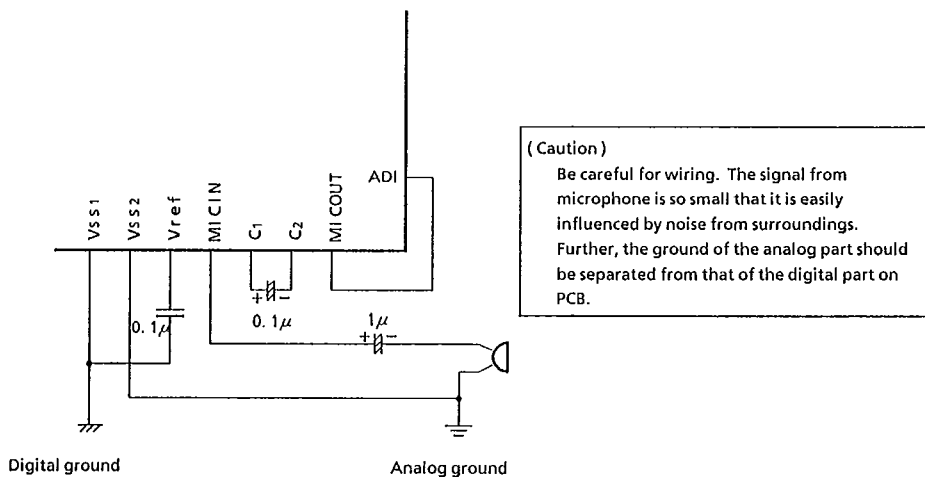 ADI
Vss1
Vss2
Vref
MICIN
C1
C2
MICOUT
(Caution)
Be careful for wiring. The signal from
microphone is so small that it is easily
influenced by noise from surroundings.
Further, the ground of the analog part should
be separated from that of the digital part on
PCB.
+ -
0.1μ
0.1μ
1μ
+ -
Digital ground
Analog ground